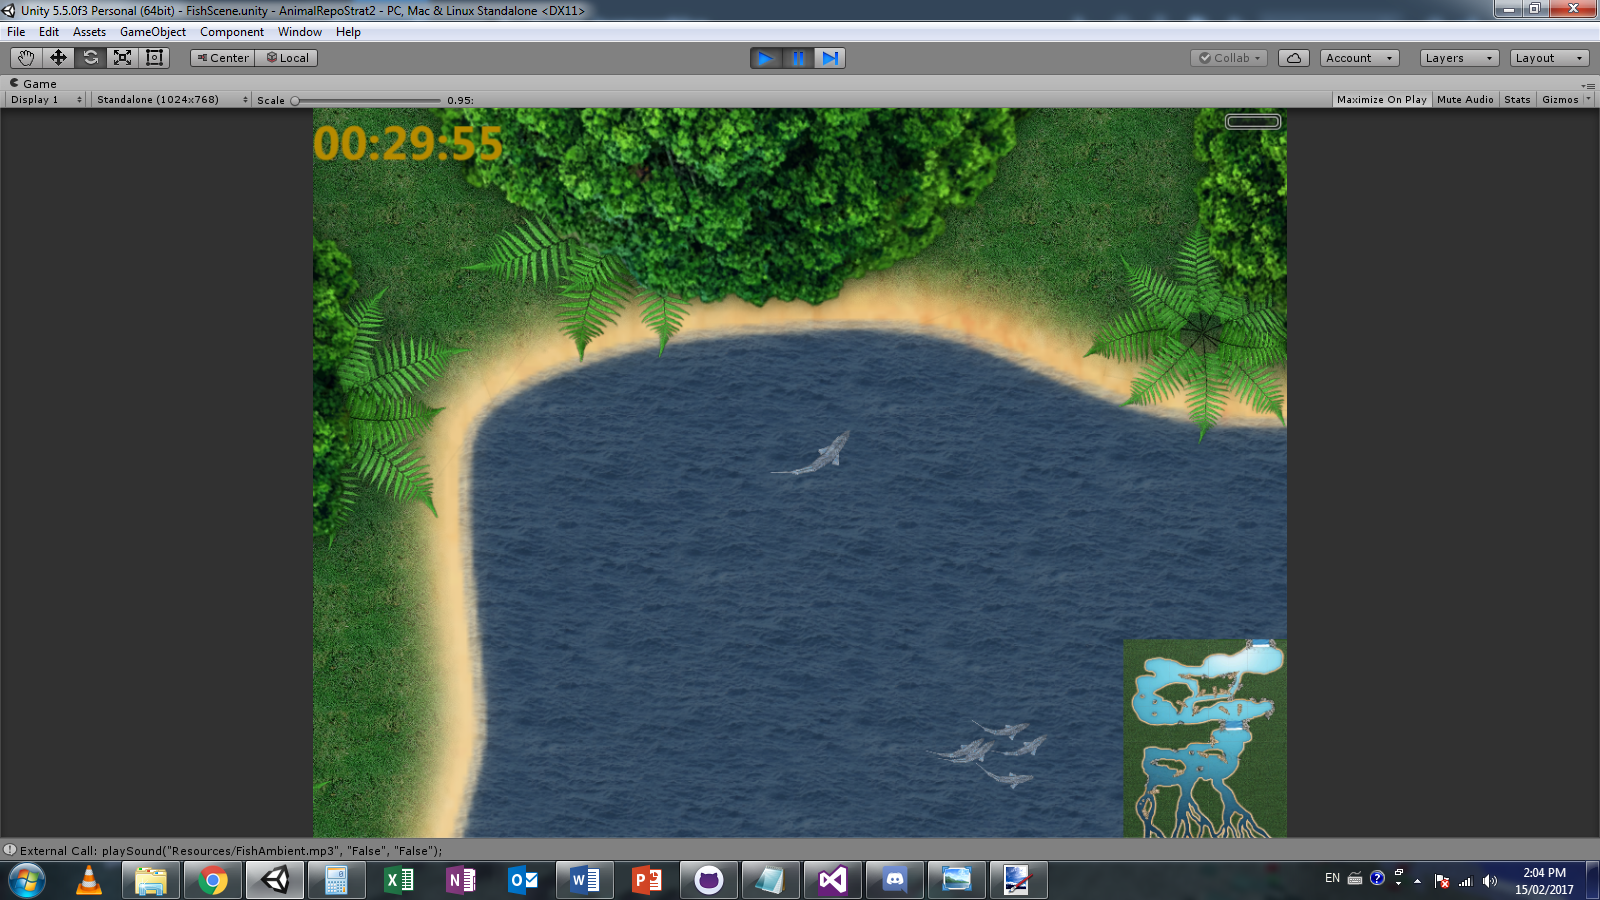 Unity 5.5.0f3 Personal (64bit) - FishScene.unity - AnimalRepoStrat2 - PC, Mac & Linux Standalone <DX11>
File Edit Assets GameObject Component Window Help
Center Local Collab Account Layers Layout
Game
Display 1 Standalone (1024x768) Scale 0.95: Maximize On Play Mute Audio Stats Gizmos
00:29:55
External Call: playSound("Resources/FishAmbient.mp3", "False", "False");
EN 2:04 PM
15/02/2017